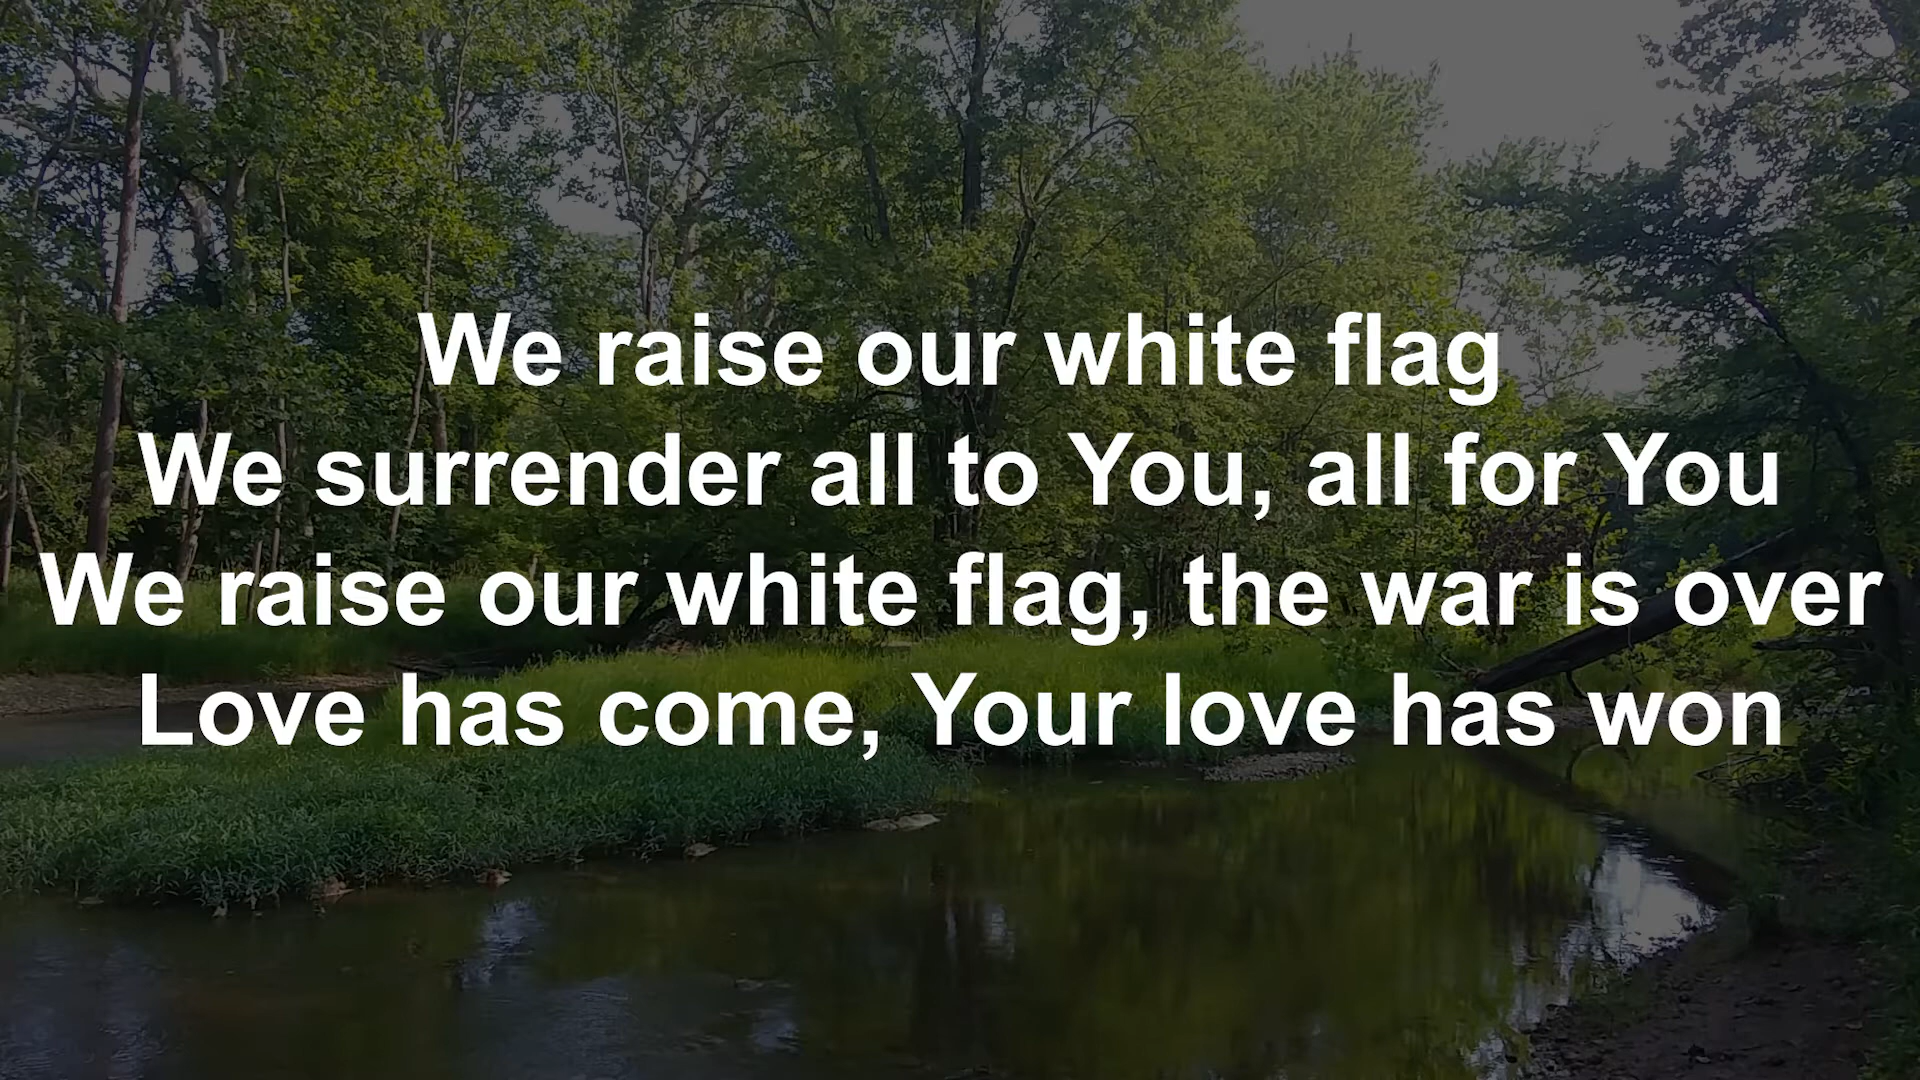 We raise our white flag
We surrender all to You, all for You
We raise our white flag, the war is over
Love has come, Your love has won